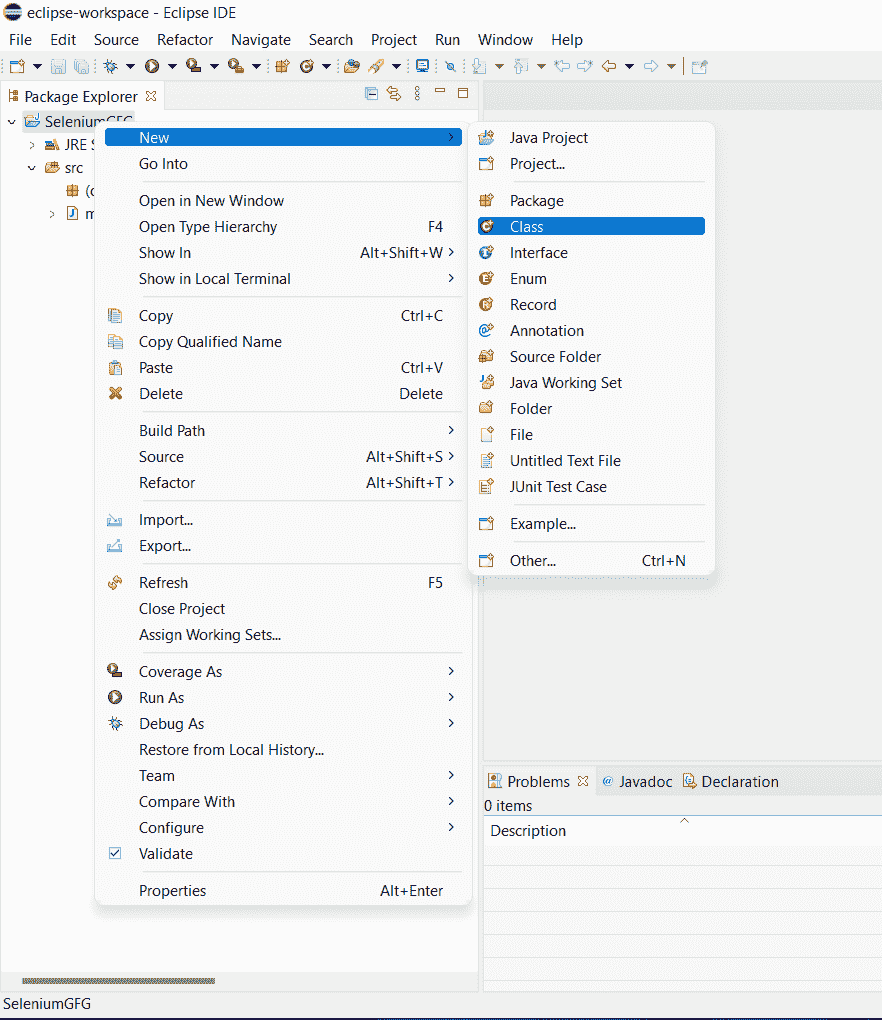 eclipse-workspace - Eclipse IDE
File Edit Source Refactor Navigate Search Project Run Window Help
Package Explorer
SeleniumGFG
JRE S
src
(d
m
New
Go Into
Open in New Window
Open Type Hierarchy F4
Show In Alt+Shift+W
Show in Local Terminal
Copy Ctrl+C
Copy Qualified Name
Paste Ctrl+V
Delete Delete
Build Path
Source Alt+Shift+S
Refactor Alt+Shift+T
Import...
Export...
Refresh F5
Close Project
Assign Working Sets...
Coverage As
Run As
Debug As
Restore from Local History...
Team
Compare With
Configure
Validate
Properties Alt+Enter
Java Project
Project...
Package
Class
Interface
Enum
Record
Annotation
Source Folder
Java Working Set
Folder
File
Untitled Text File
JUnit Test Case
Example...
Other... Ctrl+N
Problems @ Javadoc Declaration
0 items
Description
SeleniumGFG